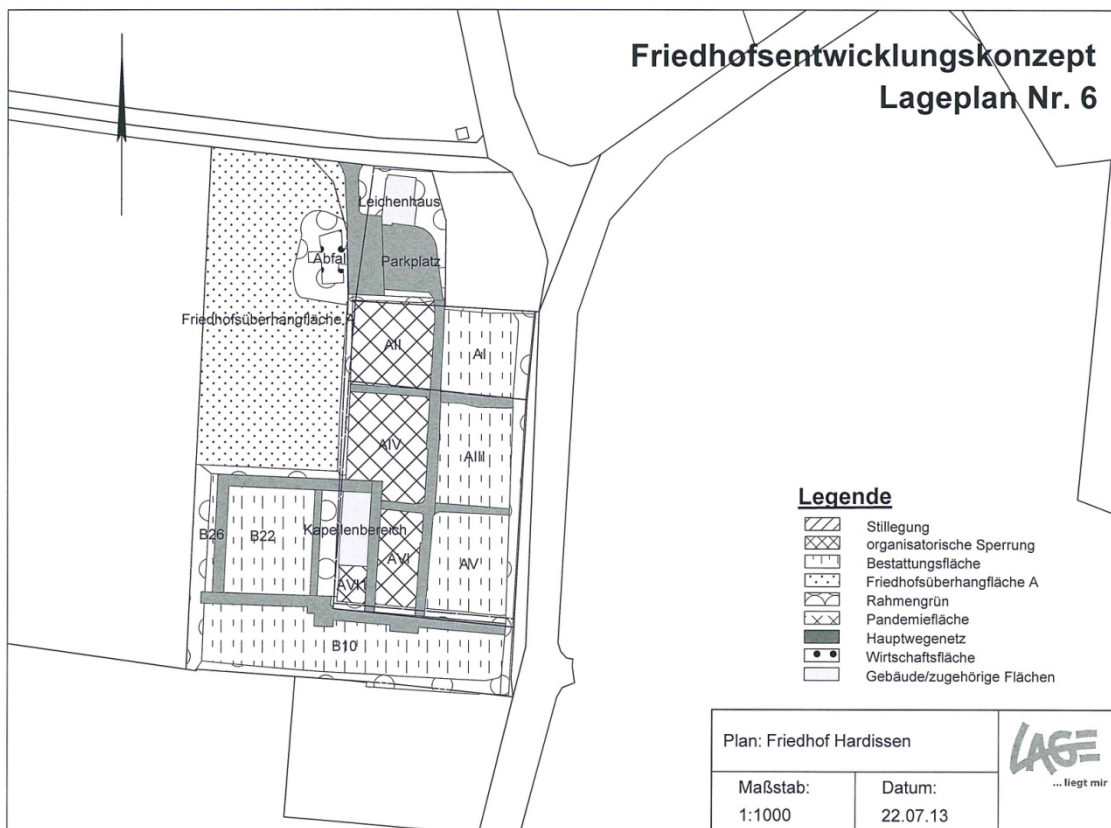 Friedhofsentwicklungskonzept
Lageplan Nr. 6
Leichenhaus
Abfal
Parkplatz
Friedhofsüberhangfläche A
AII
AI
AIV
AIII
B26
B22
Kapellenbereich
AVI
AV
AVII
B10
Legende
Stillegung
organisatorische Sperrung
Bestattungsfläche
Friedhofsüberhangfläche A
Rahmengrün
Pandemiefläche
Hauptwegenetz
Wirtschaftsfläche
Gebäude/zugehörige Flächen
Plan: Friedhof Hardissen
Maßstab:
1:1000
Datum:
22.07.13
LAGE
... liegt mir